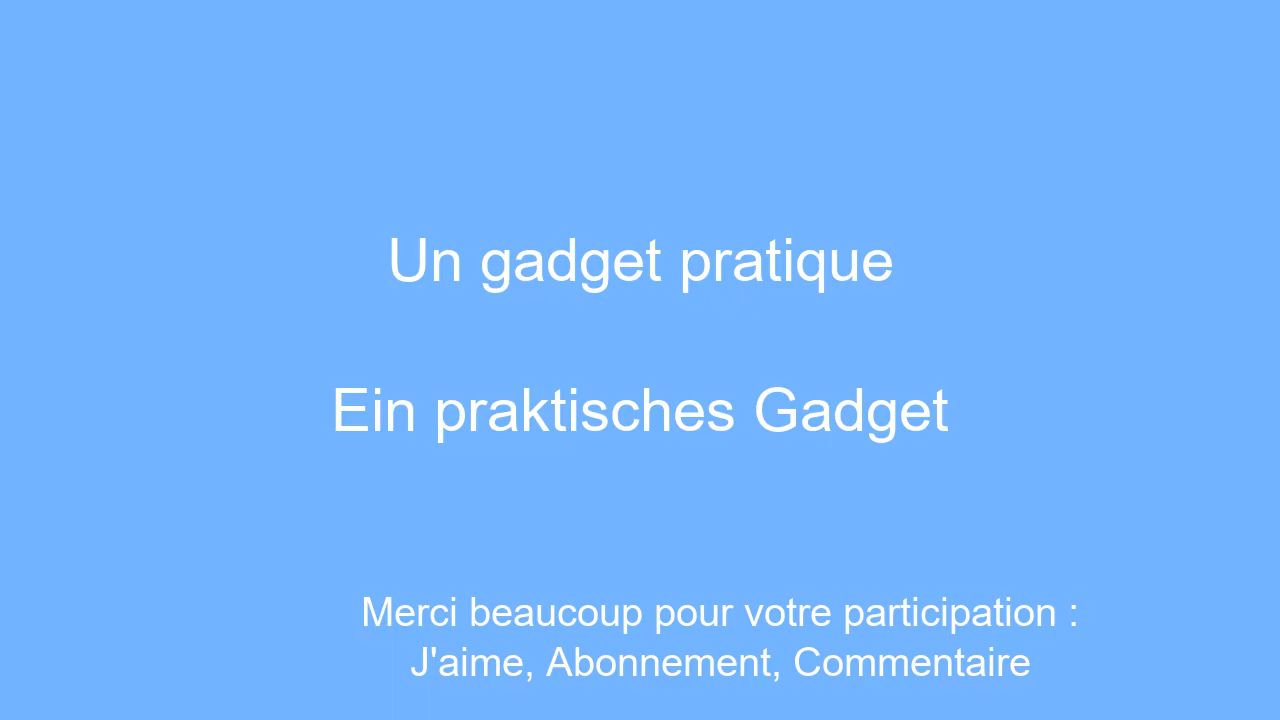 Un gadget pratique
Ein praktisches Gadget
Merci beaucoup pour votre participation :
J'aime, Abonnement, Commentaire